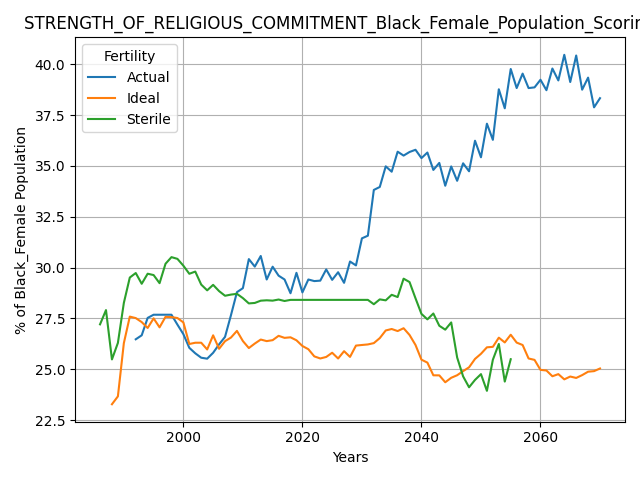 STRENGTH_OF_RELIGIOUS_COMMITMENT_Black_Female_Population_Scorin
Fertility
Actual
Ideal
Sterile
% of Black_Female Population
40.0
37.5
35.0
32.5
30.0
27.5
25.0
22.5
2000 2020 2040 2060
Years